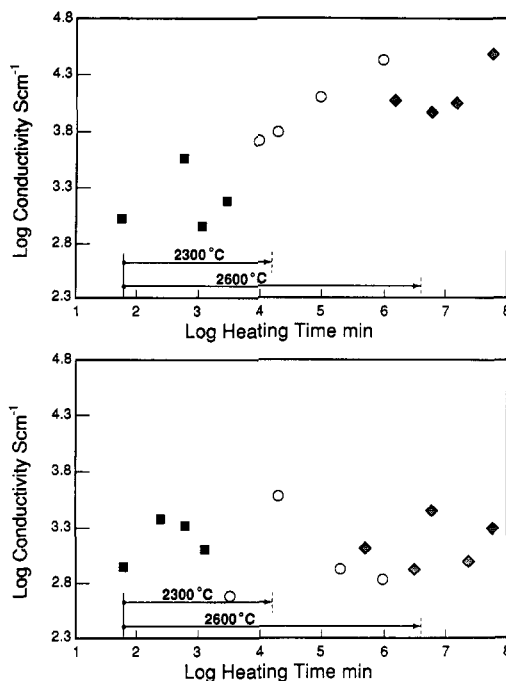 4.8
4.3
3.8
3.3
2.8
2.3
Log Conductivity Scm⁻¹
2300°C
2600°C
1 2 3 4 5 6 7 8
Log Heating Time min
4.8
4.3
3.8
3.3
2.8
2.3
Log Conductivity Scm⁻¹
2300°C
2600°C
1 2 3 4 5 6 7 8
Log Heating Time min